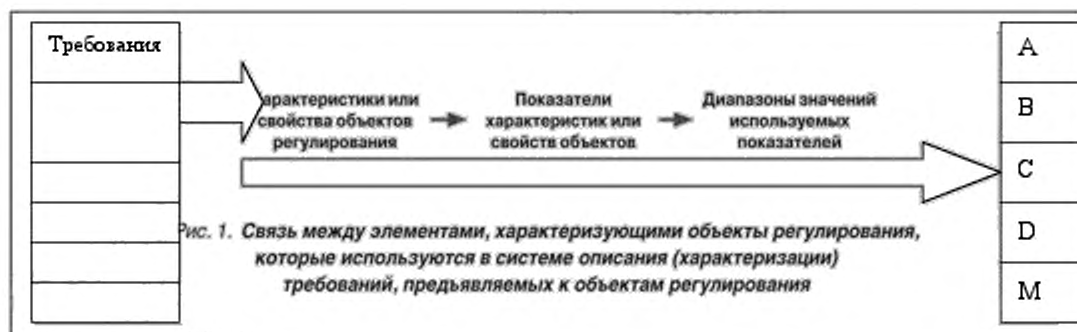 Требования
арактеристики или
свойства объектов
регулирования
Показатели
характеристик или
свойств объектов
Диапазоны значений
используемых
показателей
A
B
C
D
M
Рис. 1. Связь между элементами, характеризующими объекты регулирования,
которые используются в системе описания (характеризации)
требований, предъявляемых к объектам регулирования